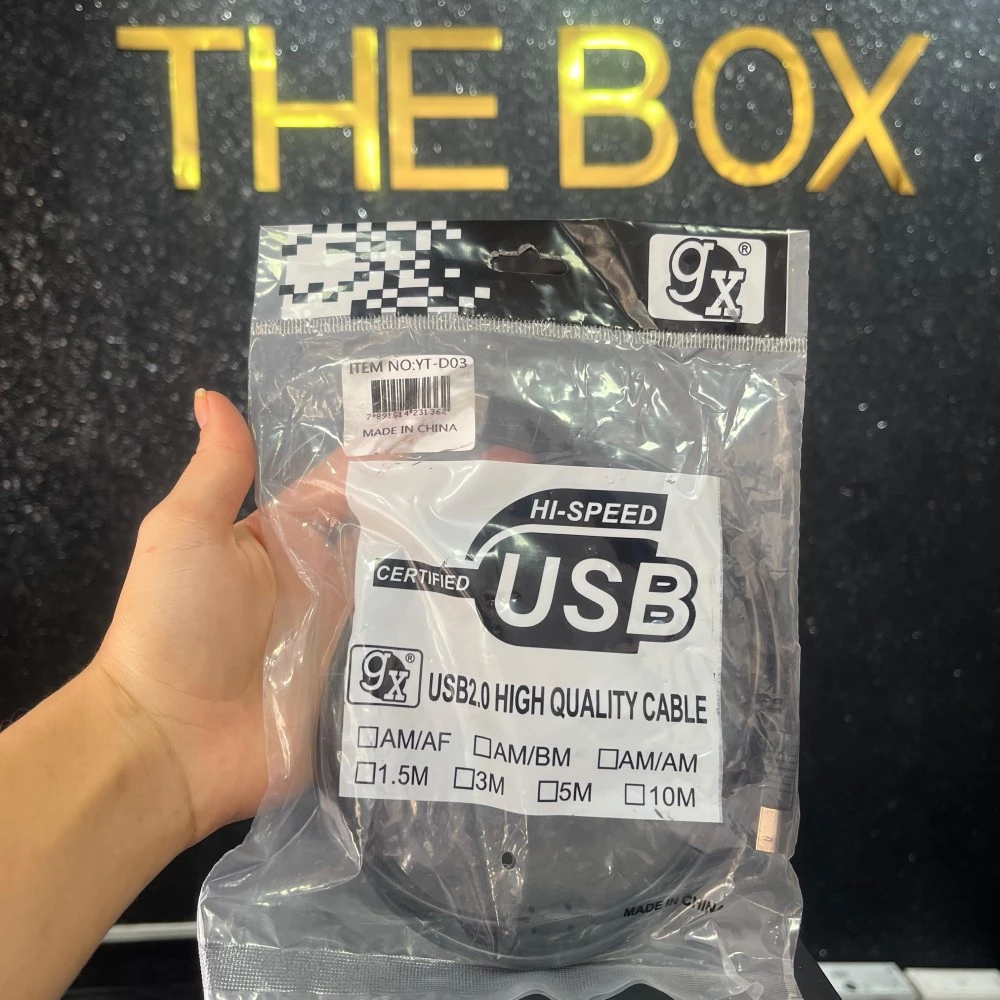 THE BOX
gx®
ITEM NO:YT-D03
MADE IN CHINA
HI-SPEED
CERTIFIED USB
gx®
USB2.0 HIGH QUALITY CABLE
☐AM/AF ☐AM/BM ☐AM/AM
☐1.5M ☐3M ☐5M ☐10M
MADE IN CHINA